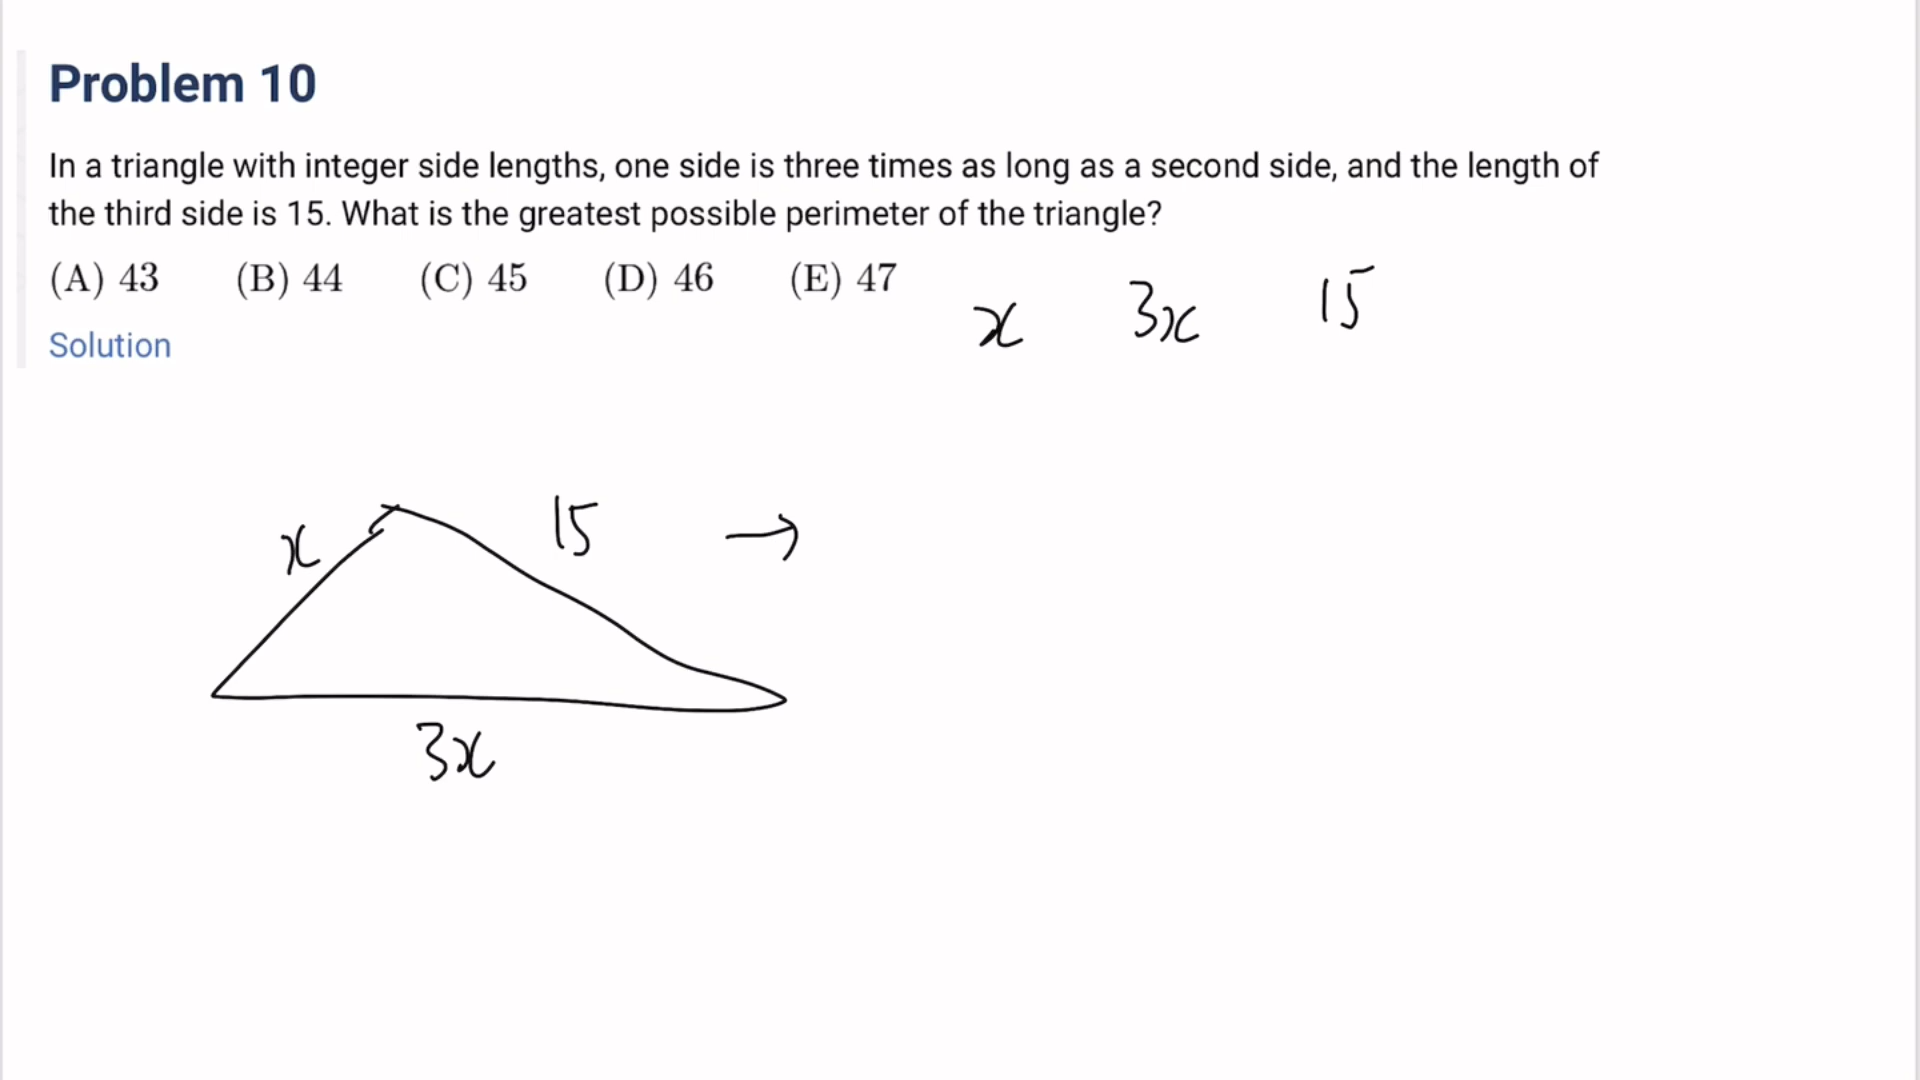 Problem 10
In a triangle with integer side lengths, one side is three times as long as a second side, and the length of
the third side is 15. What is the greatest possible perimeter of the triangle?
(A) 43 (B) 44 (C) 45 (D) 46 (E) 47
x 3x 15
Solution
x 15 →
3x